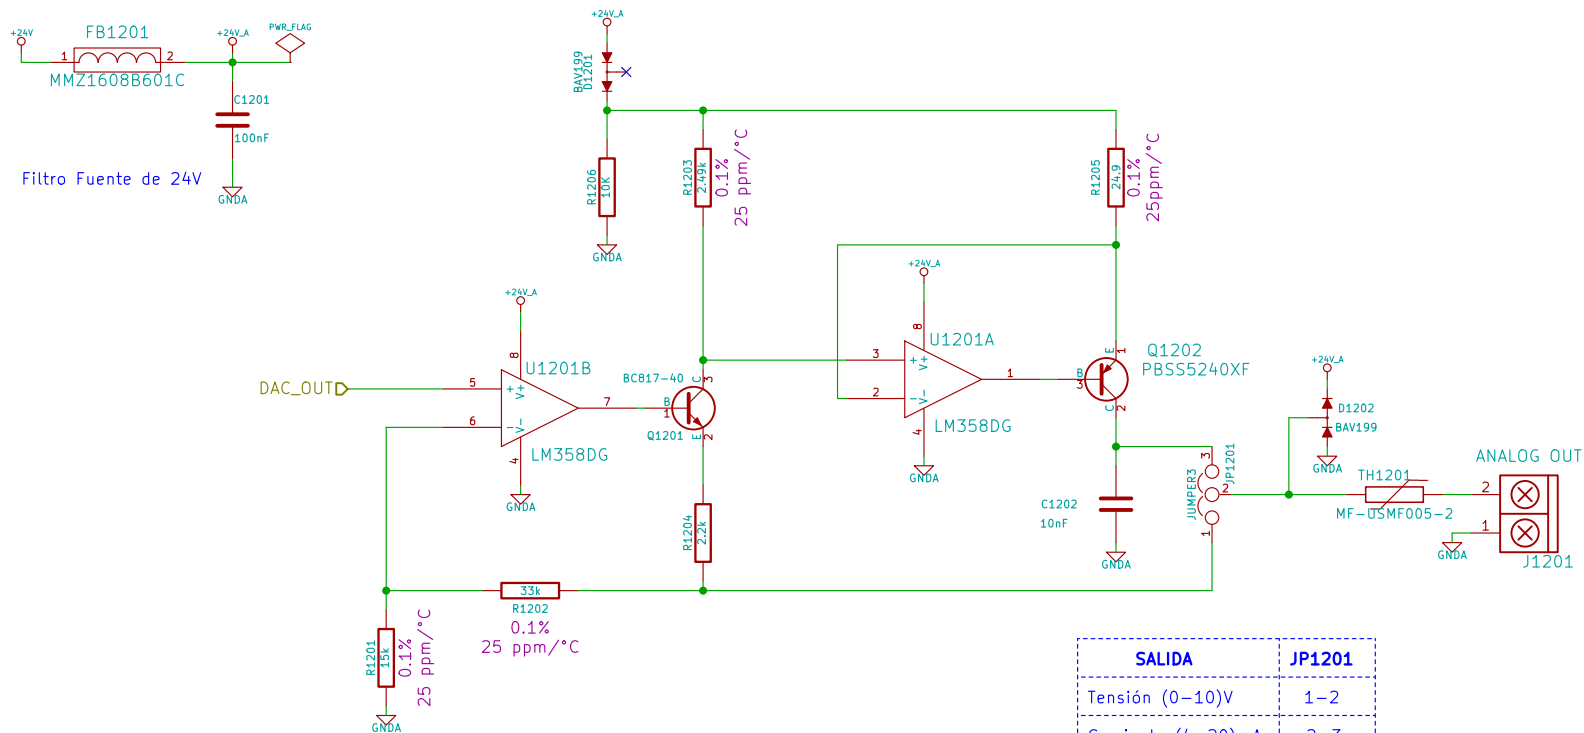 +24V
FB1201
1
2
MMZ1608B601C
+24V_A
PWR_FLAG
C1201
100nF
GNDA
Filtro Fuente de 24V
+24V_A
BAV199
D1201
R1206
10K
GNDA
R1203
2.49k
0.1%
25 ppm/°C
R1205
24.9
0.1%
25ppm/°C
DAC_OUT
5
6
+24V_A
8
U1201B
+
V+
−
V−
4
LM358DG
GNDA
7
BC817-40
B
1
C
3
Q1201
E
2
R1204
2.2k
33k
R1202
0.1%
25 ppm/°C
R1201
15k
0.1%
25 ppm/°C
GNDA
3
2
+24V_A
8
U1201A
+
V+
−
V−
4
LM358DG
GNDA
1
B
3
E
1
C
2
Q1202
PBSS5240XF
C1202
10nF
GNDA
JUMPER3
JP1201
3
2
1
+24V_A
D1202
BAV199
GNDA
TH1201
MF-USMF005-2
ANALOG OUT
2
1
GNDA
J1201
SALIDA JP1201
Tensión (0-10)V 1-2